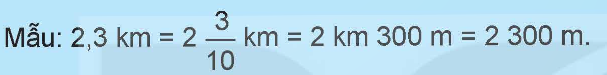 Mẫu: 2,3 km = 2 3/10 km = 2 km 300 m = 2 300 m.